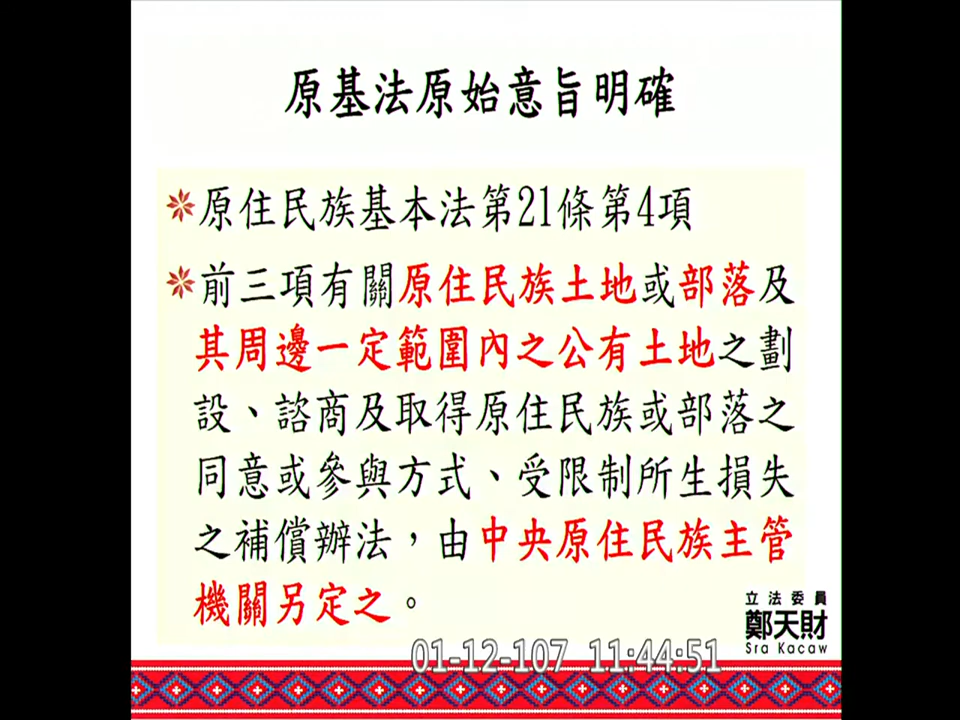 原基法原始意旨明確
原住民族基本法第21條第4項
前三項有關原住民族土地或部落及
其周邊一定範圍內之公有土地之劃
設、諮商及取得原住民族或部落之
同意或參與方式、受限制所生損失
之補償辦法，由中央原住民族主管
機關另定之。
立法委員
鄭天財
Sra Kacaw
01-12-107 11:44:51